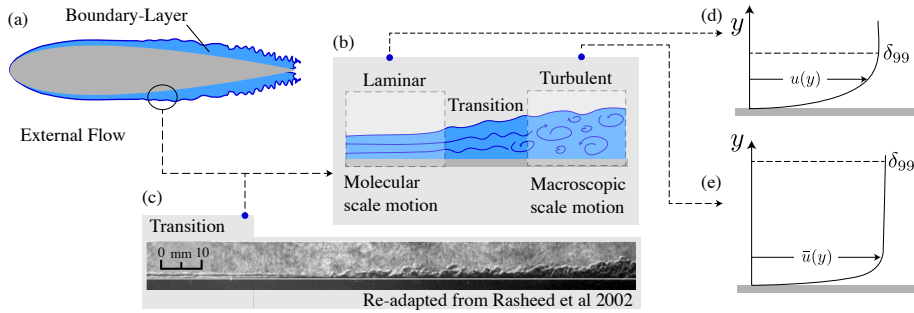 (a)
Boundary-Layer
External Flow
(b)
Laminar
Transition
Turbulent
Molecular
scale motion
Macroscopic
scale motion
(c)
Transition
0 mm 10
Re-adapted from Rasheed et al 2002
(d)
y
δ99
u(y)
(e)
y
δ99
u̅(y)